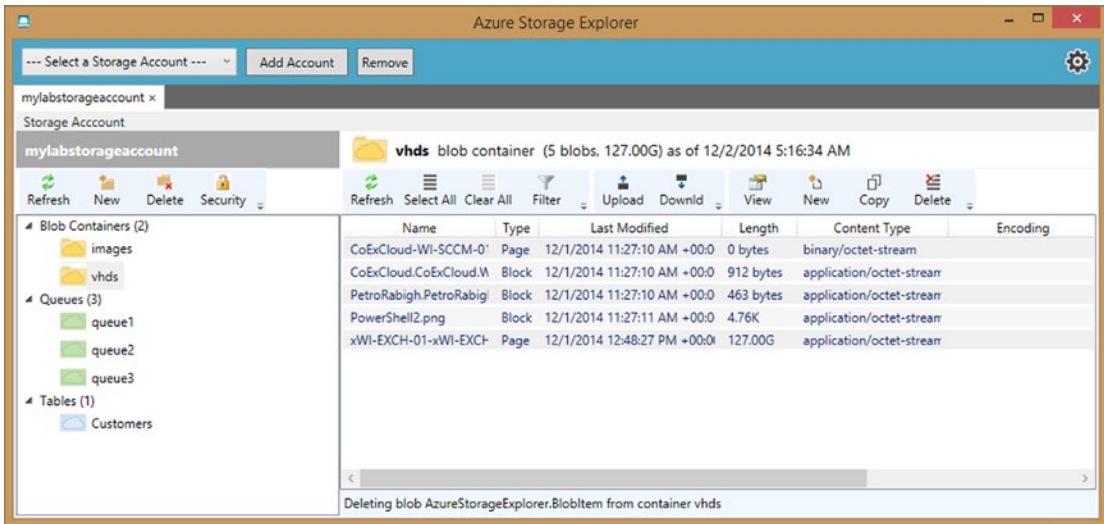 Azure Storage Explorer
--- Select a Storage Account --- Add Account Remove
mylabstorageaccount ×
Storage Acccount
mylabstorageaccount
vhds blob container (5 blobs, 127.00G) as of 12/2/2014 5:16:34 AM
Refresh New Delete Security
Refresh Select All Clear All Filter Upload Downld View New Copy Delete
Blob Containers (2)
images
vhds
Queues (3)
queue1
queue2
queue3
Tables (1)
Customers
Name Type Last Modified Length Content Type Encoding
CoExCloud-WI-SCCM-01 Page 12/1/2014 11:27:10 AM +00:0 0 bytes binary/octet-stream
CoExCloud.CoExCloud.W Block 12/1/2014 11:27:10 AM +00:0 912 bytes application/octet-stream
PetroRabigh.PetroRabig Block 12/1/2014 11:27:10 AM +00:0 463 bytes application/octet-stream
PowerShell2.png Block 12/1/2014 11:27:11 AM +00:0 4.76K application/octet-stream
xWI-EXCH-01-xWI-EXCH Page 12/1/2014 12:48:27 PM +00:0 127.00G application/octet-stream
Deleting blob AzureStorageExplorer.BlobItem from container vhds